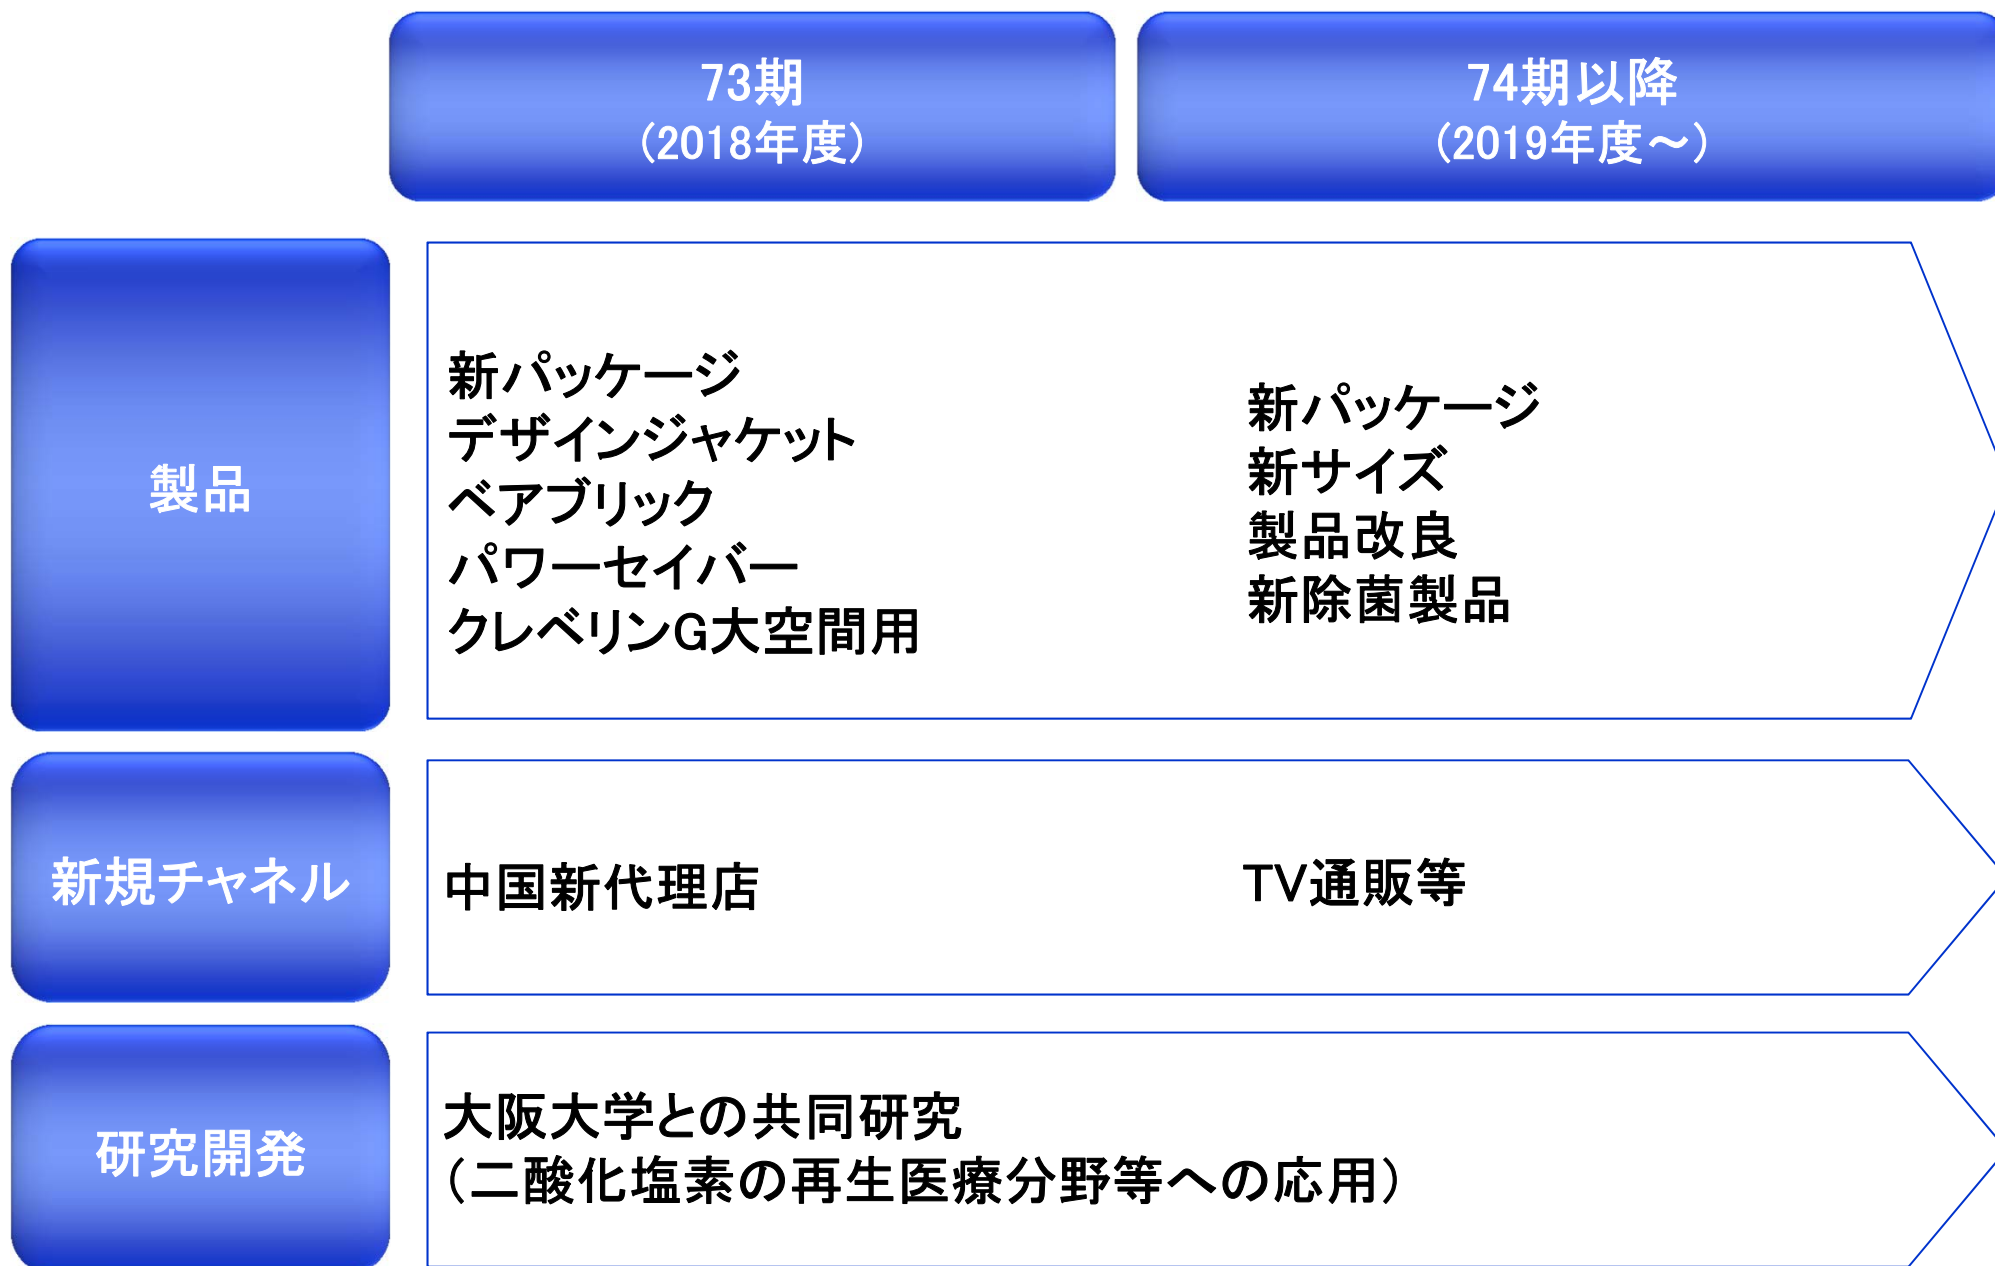 73期
(2018年度)
74期以降
(2019年度～)
製品
新パッケージ
デザインジャケット
ベアブリック
パワーセイバー
クレベリンG大空間用
新パッケージ
新サイズ
製品改良
新除菌製品
新規チャネル
中国新代理店
TV通販等
研究開発
大阪大学との共同研究
（二酸化塩素の再生医療分野等への応用）